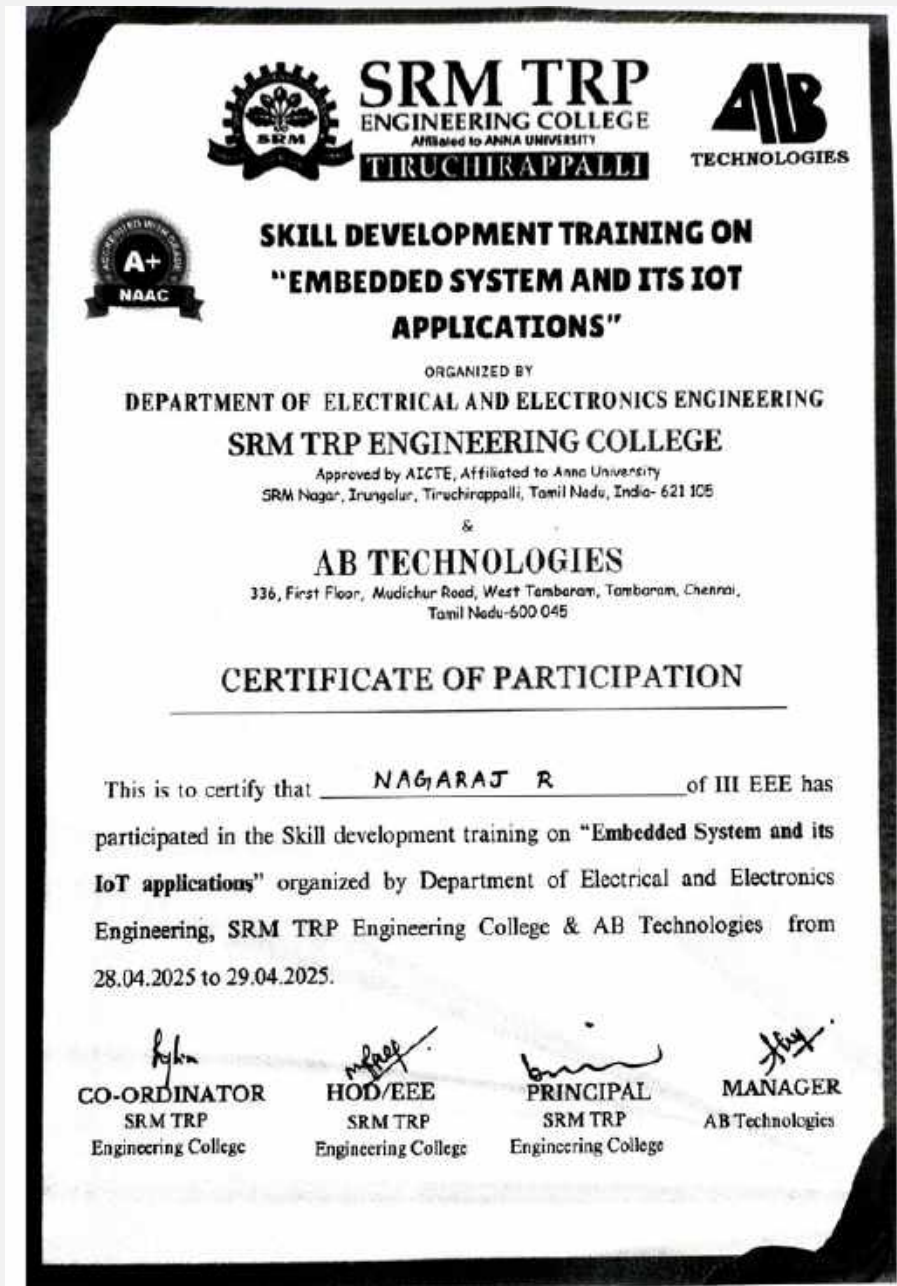 SRM
SRM TRP
ENGINEERING COLLEGE
Affiliated to ANNA UNIVERSITY
TIRUCHIRAPPALLI
AB
TECHNOLOGIES
ACCREDITED WITH GRADE
A+
NAAC
SKILL DEVELOPMENT TRAINING ON
“EMBEDDED SYSTEM AND ITS IOT
APPLICATIONS”
ORGANIZED BY
DEPARTMENT OF ELECTRICAL AND ELECTRONICS ENGINEERING
SRM TRP ENGINEERING COLLEGE
Approved by AICTE, Affiliated to Anna University
SRM Nagar, Irungalur, Tiruchirappalli, Tamil Nadu, India- 621 105
&
AB TECHNOLOGIES
336, First Floor, Mudichur Road, West Tambaram, Tambaram, Chennai,
Tamil Nadu-600 045
CERTIFICATE OF PARTICIPATION
This is to certify that NAGARAJ R of III EEE has
participated in the Skill development training on “Embedded System and its
IoT applications” organized by Department of Electrical and Electronics
Engineering, SRM TRP Engineering College & AB Technologies from
28.04.2025 to 29.04.2025.
CO-ORDINATOR HOD/EEE PRINCIPAL MANAGER
SRM TRP SRM TRP SRM TRP AB Technologies
Engineering College Engineering College Engineering College